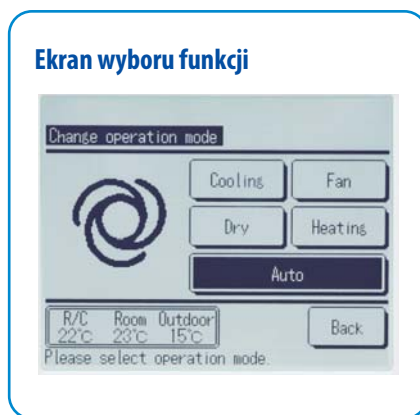 Ekran wyboru funkcji
Change operation mode
Cooling
Fan
Dry
Heating
Auto
R/C Room Outdoor
22°C 23°C 15°C
Back
Please select operation mode.